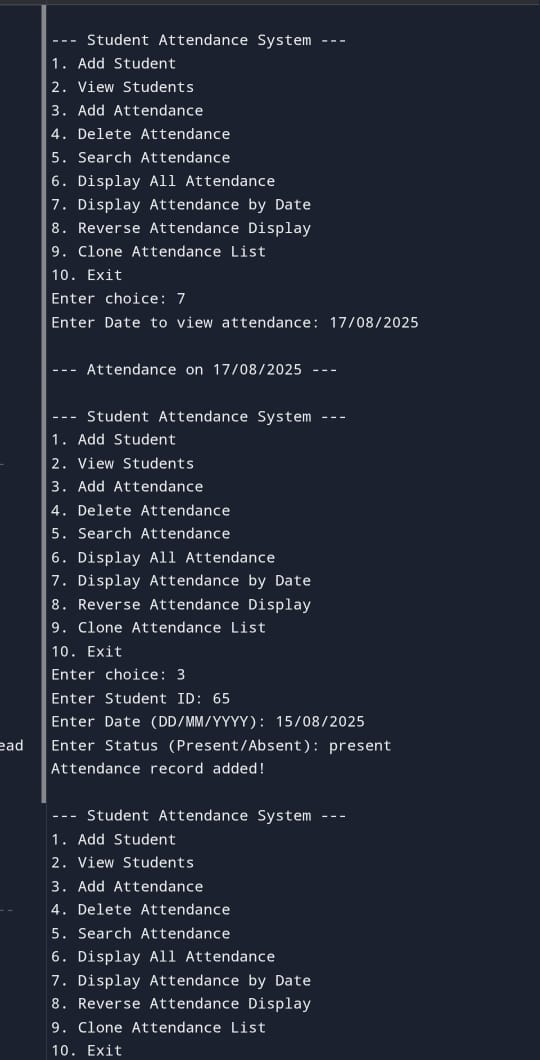 --- Student Attendance System ---
1. Add Student
2. View Students
3. Add Attendance
4. Delete Attendance
5. Search Attendance
6. Display All Attendance
7. Display Attendance by Date
8. Reverse Attendance Display
9. Clone Attendance List
10. Exit
Enter choice: 7
Enter Date to view attendance: 17/08/2025
--- Attendance on 17/08/2025 ---
--- Student Attendance System ---
1. Add Student
2. View Students
3. Add Attendance
4. Delete Attendance
5. Search Attendance
6. Display All Attendance
7. Display Attendance by Date
8. Reverse Attendance Display
9. Clone Attendance List
10. Exit
Enter choice: 3
Enter Student ID: 65
Enter Date (DD/MM/YYYY): 15/08/2025
ead
Enter Status (Present/Absent): present
Attendance record added!
--- Student Attendance System ---
1. Add Student
2. View Students
3. Add Attendance
4. Delete Attendance
5. Search Attendance
6. Display All Attendance
7. Display Attendance by Date
8. Reverse Attendance Display
9. Clone Attendance List
10. Exit